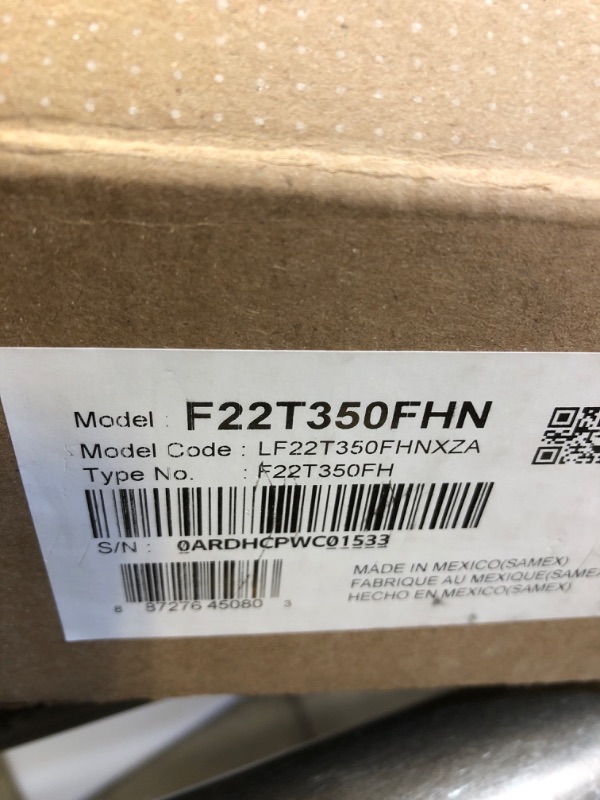 Model : F22T350FHN
Model Code : LF22T350FHNXZA
Type No. : F22T350FH
S/N : 0ARDHCPWC01533
8 87276 45080 3
MADE IN MEXICO(SAMEX)
FABRIQUE AU MEXIQUE(SAMEX
HECHO EN MEXICO(SAMEX)